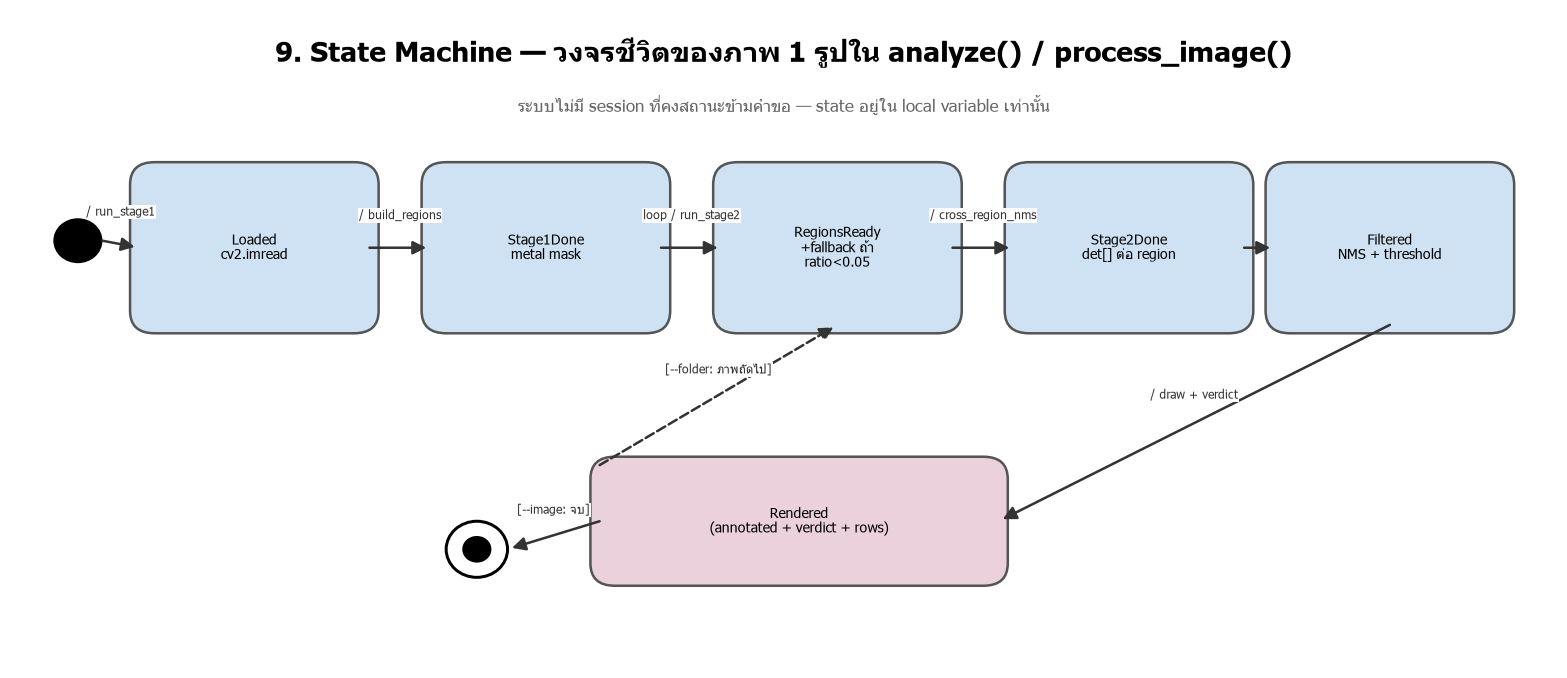 9. State Machine — วงจรชีวิตของภาพ 1 รูปใน analyze() / process_image()
ระบบไม่มี session ที่คงสถานะข้ามคำขอ — state อยู่ใน local variable เท่านั้น
/ run_stage1
Loaded
cv2.imread
/ build_regions
Stage1Done
metal mask
loop / run_stage2
RegionsReady
+fallback ถ้า
ratio<0.05
/ cross_region_nms
Stage2Done
det[] ต่อ region
Filtered
NMS + threshold
[--folder: ภาพถัดไป]
/ draw + verdict
[--image: จบ]
Rendered
(annotated + verdict + rows)